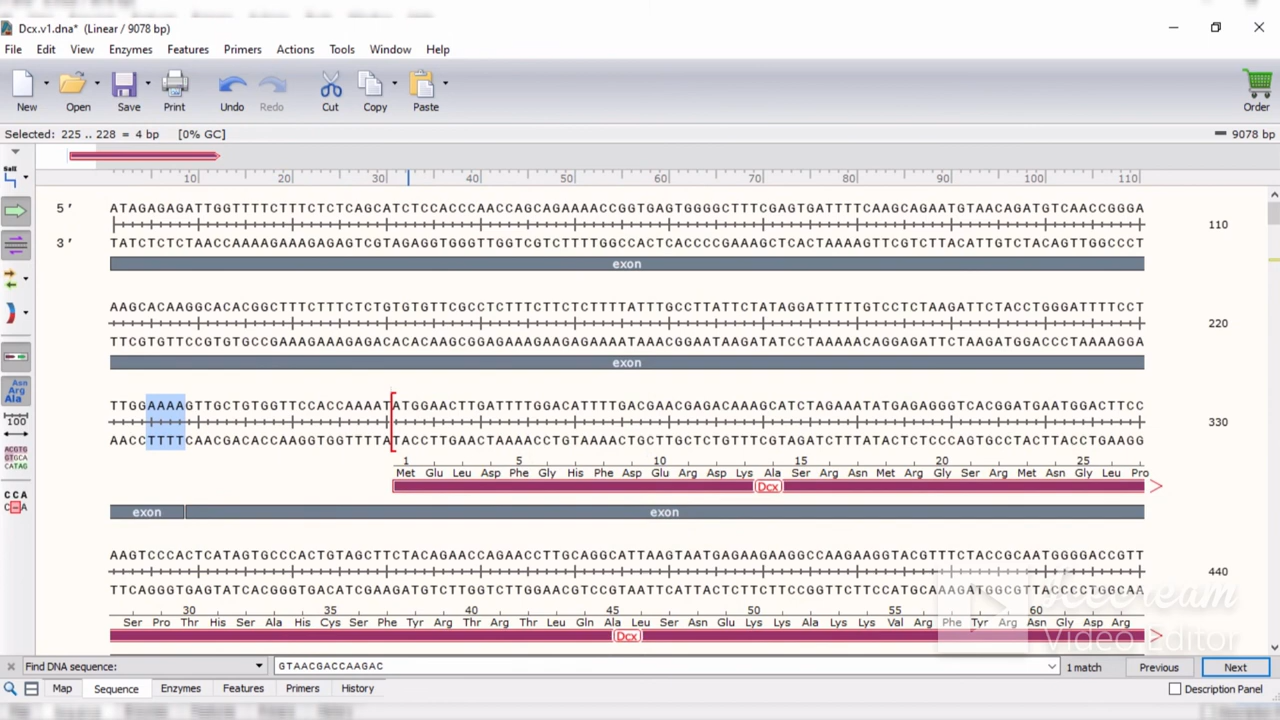 Dcx.v1.dna* (Linear / 9078 bp)
File Edit View Enzymes Features Primers Actions Tools Window Help
New Open Save Print Undo Redo Cut Copy Paste Order
Selected: 225 .. 228 = 4 bp [0% GC] 9078 bp
SalI
10 20 30 40 50 60 70 80 90 100 110
5 ' ATAGAGAGATTGGTTTTCTTTCTCTCAGCATCTCCACCCAACCAGCAGAAAACCGGTGAGTGGGGCTTTCGAGTGATTTTCAAGCAGAATGTAACAGATGTCAACCGGGA
110
3 ' TATCTCTCTAACCAAAAGAAAGAGAGTCGTAGAGGTGGGTTGGTCGTCTTTTGGCCACTCACCCCGAAAGCTCACTAAAAGTTCGTCTTACATTGTCTACAGTTGGCCCT
exon
AAGCACAAGGCACACGGCTTTCTTTCTCTGTGTGTTCGCCTCTTTCTTCTCTTTTATTTGCCTTATTCTATAGGATTTTTGTCCTCTAAGATTCTACCTGGGATTTTCCT
220
TTCGTGTTCCGTGTGCCGAAAGAAAGAGACACACAAGCGGAGAAAGAAGAGAAAATAAACGGAATAAGATATCCTAAAAACAGGAGATTCTAAGATGGACCCTAAAAGGA
exon
TTGGAAAAGTTGCTGTGGTTCCACCAAAATATGGAACTTGATTTTGGACATTTTGACGAACGAGACAAAGCATCTAGAAATATGAGAGGGTCACGGATGAATGGACTTCC
330
AACCTTTTCAACGACACCAAGGTGGTTTTATACCTTGAACTAAAACCTGTAAAACTGCTTGCTCTGTTTCGTAGATCTTTATACTCTCCCAGTGCCTACTTACCTGAAGG
1 5 10 15 20 25
Met Glu Leu Asp Phe Gly His Phe Asp Glu Arg Asp Lys Ala Ser Arg Asn Met Arg Gly Ser Arg Met Asn Gly Leu Pro
Dcx
exon exon
AAGTCCCACTCATAGTGCCCACTGTAGCTTCTACAGAACCAGAACCTTGCAGGCATTAAGTAATGAGAAGAAGGCCAAGAAGGTACGTTTCTACCGCAATGGGGACCGTT
440
TTCAGGGTGAGTATCACGGGTGACATCGAAGATGTCTTGGTCTTGGAACGTCCGTAATTCATTACTCTTCTTCCGGTTCTTCCATGCAAAGATGGCGTTACCCCTGGCAA
30 35 40 45 50 55 60
Ser Pro Thr His Ser Ala His Cys Ser Phe Tyr Arg Thr Arg Thr Leu Gln Ala Leu Ser Asn Glu Lys Lys Ala Lys Lys Val Arg Phe Tyr Arg Asn Gly Asp Arg
Dcx
Icecream
Video Editor
Find DNA sequence: GTAACGACCAAGAC 1 match Previous Next
Map Sequence Enzymes Features Primers History Description Panel